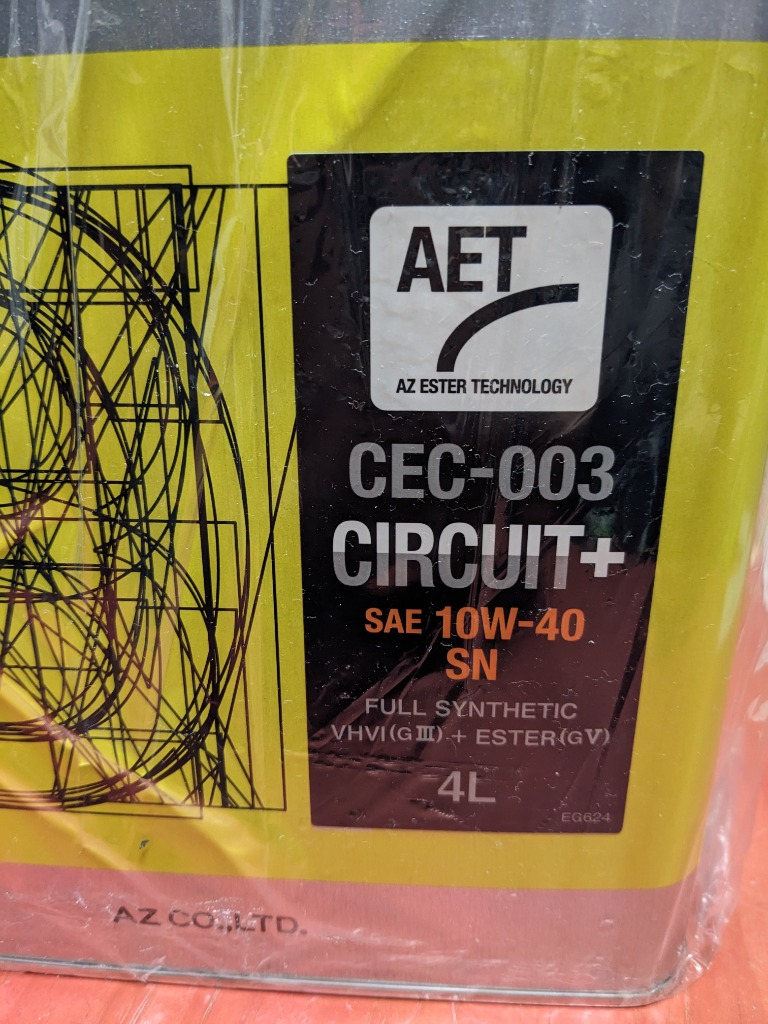 AET
AZ ESTER TECHNOLOGY
CEC-003
CIRCUIT+
SAE 10W-40
SN
FULL SYNTHETIC
VHVI(GⅢ) + ESTER(GⅤ)
4L
EG624
AZ CO.,LTD.